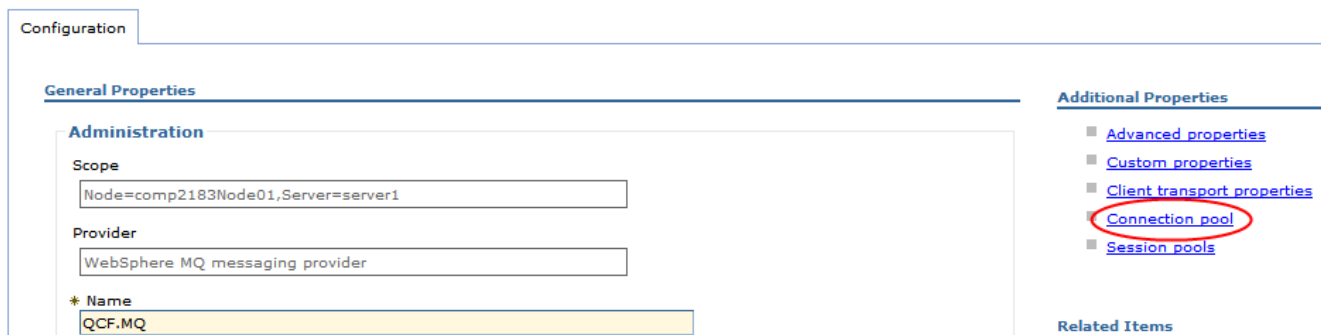 Configuration
General Properties
Administration
Scope
Node=comp2183Node01,Server=server1
Provider
WebSphere MQ messaging provider
* Name
QCF.MQ
Additional Properties
Advanced properties
Custom properties
Client transport properties
Connection pool
Session pools
Related Items